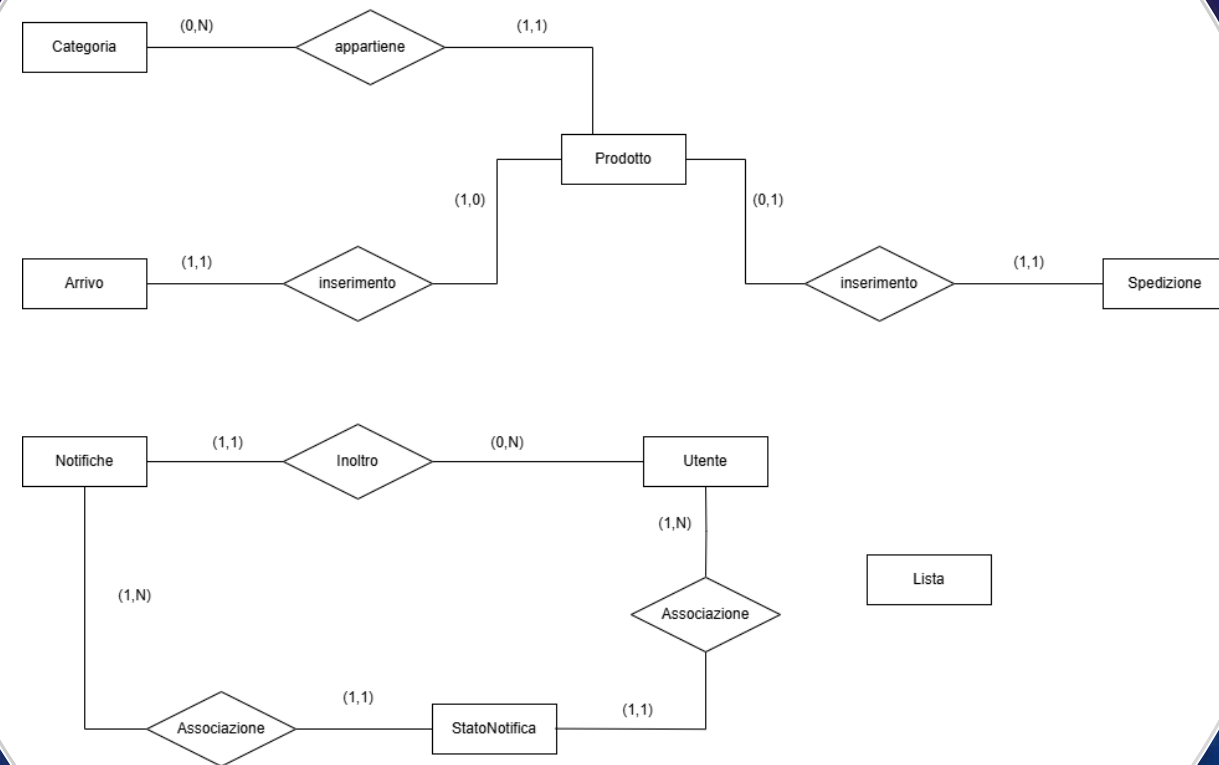 (0,N)
(1,1)
Categoria
appartiene
Prodotto
(1,0)
(0,1)
(1,1)
(1,1)
Arrivo
inserimento
inserimento
Spedizione
(1,1)
(0,N)
Notifiche
Inoltro
Utente
(1,N)
Lista
(1,N)
Associazione
(1,1)
(1,1)
Associazione
StatoNotifica